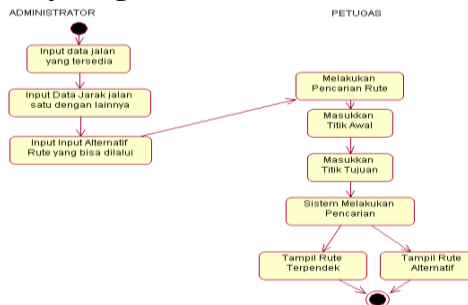 ADMINISTRATOR
PETUGAS
Input data jalan
yang tersedia
Input Data Jarak jalan
satu dengan lainnya
Input Input Alternatif
Rute yang bisa dilalui
Melakukan
Pencarian Rute
Masukkan
Titik Awal
Masukkan
Titik Tujuan
Sistem Melakukan
Pencarian
Tampil Rute
Terpendek
Tampil Rute
Alternatif